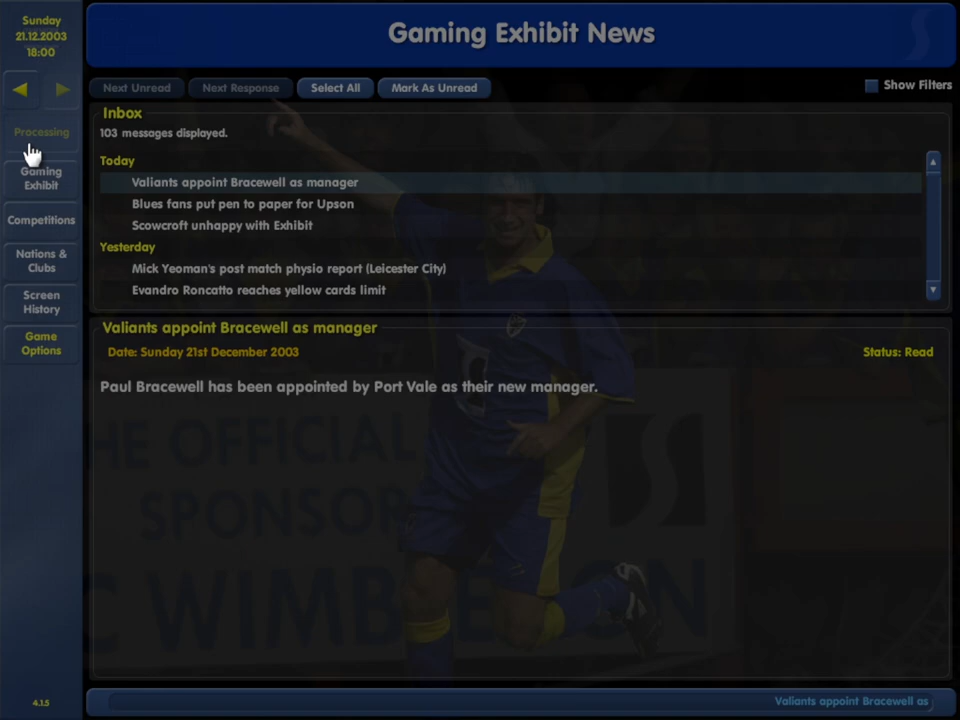 Sunday
21.12.2003
18:00
Gaming Exhibit News
Next Unread
Next Response
Select All
Mark As Unread
Show Filters
Processing
Gaming
Exhibit
Competitions
Nations &
Clubs
Screen
History
Game
Options
Inbox
103 messages displayed.
Today
Valiants appoint Bracewell as manager
Blues fans put pen to paper for Upson
Scowcroft unhappy with Exhibit
Yesterday
Mick Yeoman's post match physio report (Leicester City)
Evandro Roncatto reaches yellow cards limit
Valiants appoint Bracewell as manager
Date: Sunday 21st December 2003
Status: Read
Paul Bracewell has been appointed by Port Vale as their new manager.
HE OFFICIAL
SPONSOR
C WIMB
ON
4.1.5
Valiants appoint Bracewell as